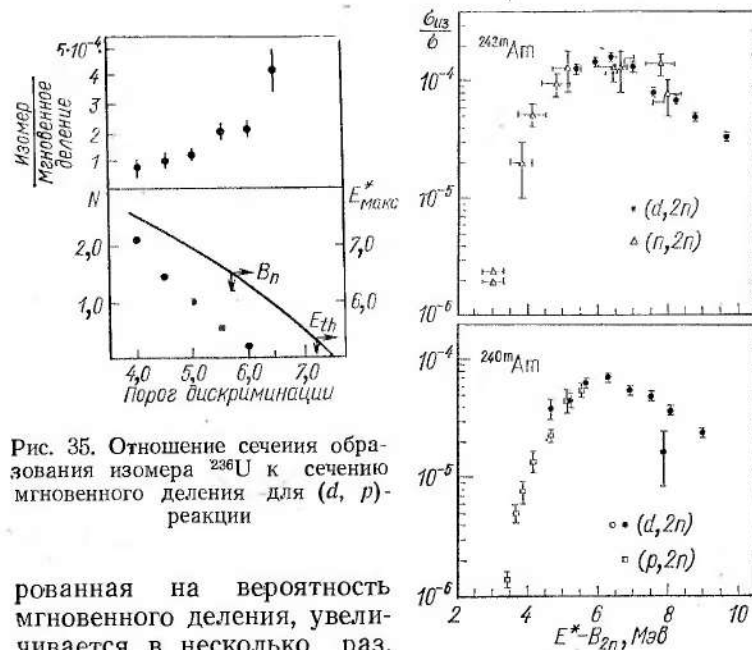 5·10⁻⁴
4
3
2
1
Изомер
Мгновенное деление
N
2,0
1,0
E*макс
7,0
6,0
Bn
Eth
4,0 5,0 6,0 7,0
Порог дискриминации
Рис. 35. Отношение сечения обра-
зования изомера ²³⁶U к сечению
мгновенного деления для (d, p)-
реакции
рованная на вероятность
мгновенного деления, увели-
чивается в несколько раз.
σиз
σ
²⁴²ᵐAm
10⁻⁴
10⁻⁵
10⁻⁶
(d,2n)
(n,2n)
²⁴⁰ᵐAm
10⁻⁴
10⁻⁵
10⁻⁶
(d,2n)
(p,2n)
2 4 6 8 10
E*-B₂ₙ, Мэв